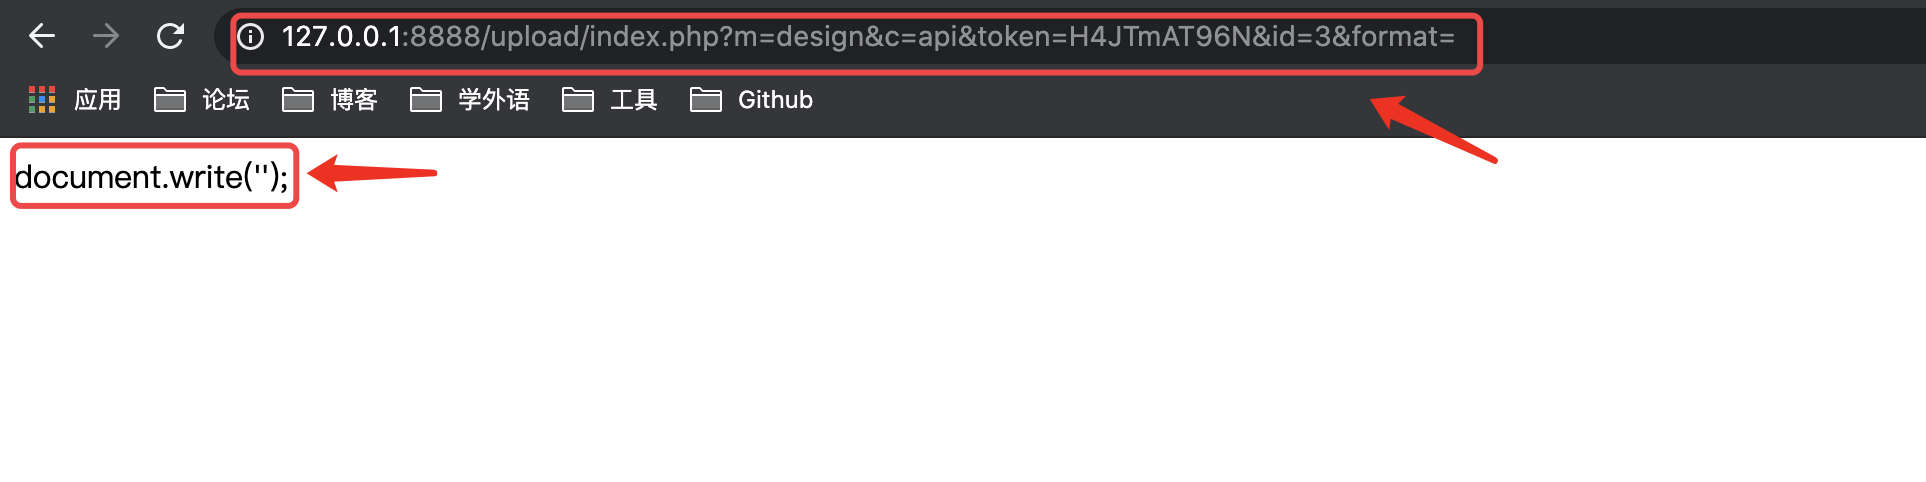 127.0.0.1:8888/upload/index.php?m=design&c=api&token=H4JTmAT96N&id=3&format=
应用 论坛 博客 学外语 工具 Github
document.write('');